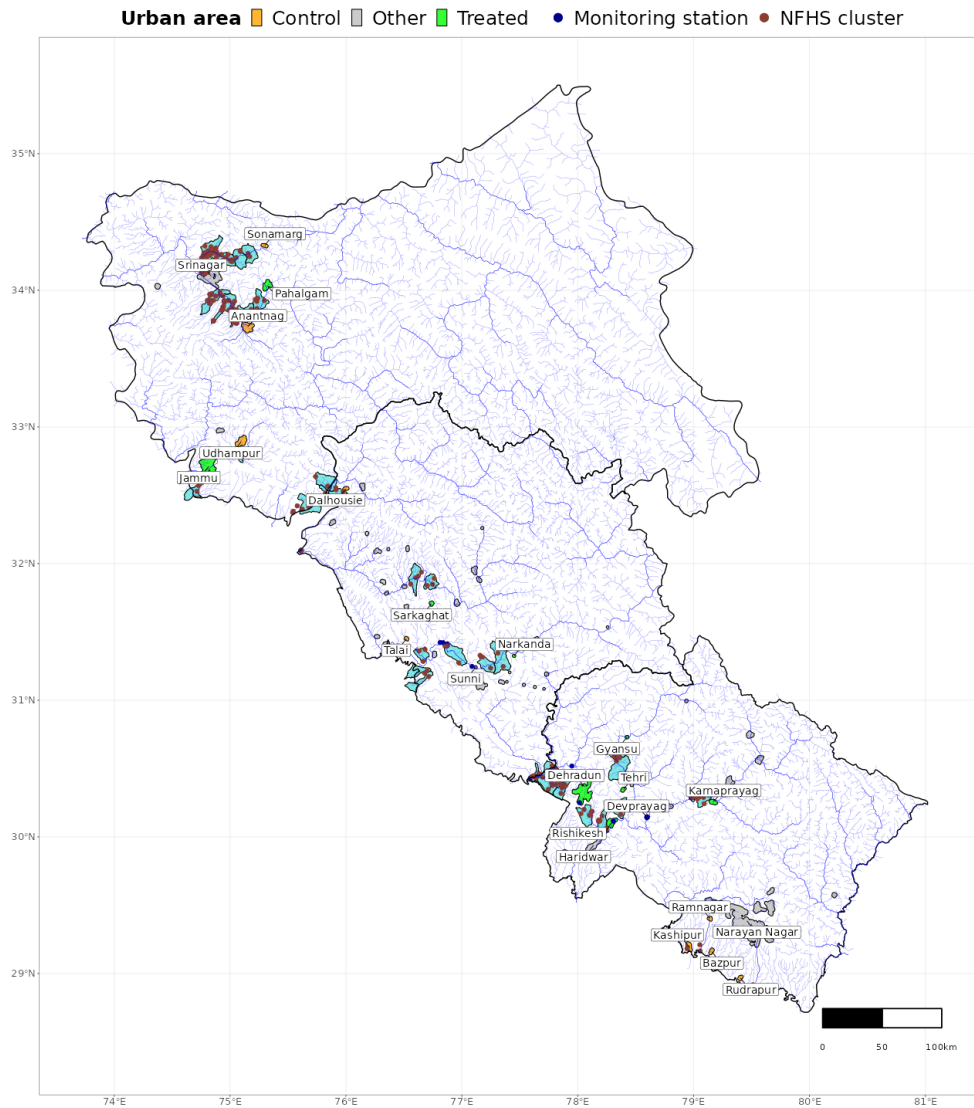 Urban area Control Other Treated Monitoring station NFHS cluster
35°N
Sonamarg
Srinagar
34°N
Pahalgam
Anantnag
33°N
Udhampur
Jammu
Dalhousie
32°N
Sarkaghat
Talai
Narkanda
Sunni
31°N
Gyansu
Dehradun
Tehri
Karnaprayag
Devprayag
30°N
Rishikesh
Haridwar
Ramnagar
Kashipur
Narayan Nagar
Bazpur
29°N
Rudrapur
0 50 100km
74°E 75°E 76°E 77°E 78°E 79°E 80°E 81°E